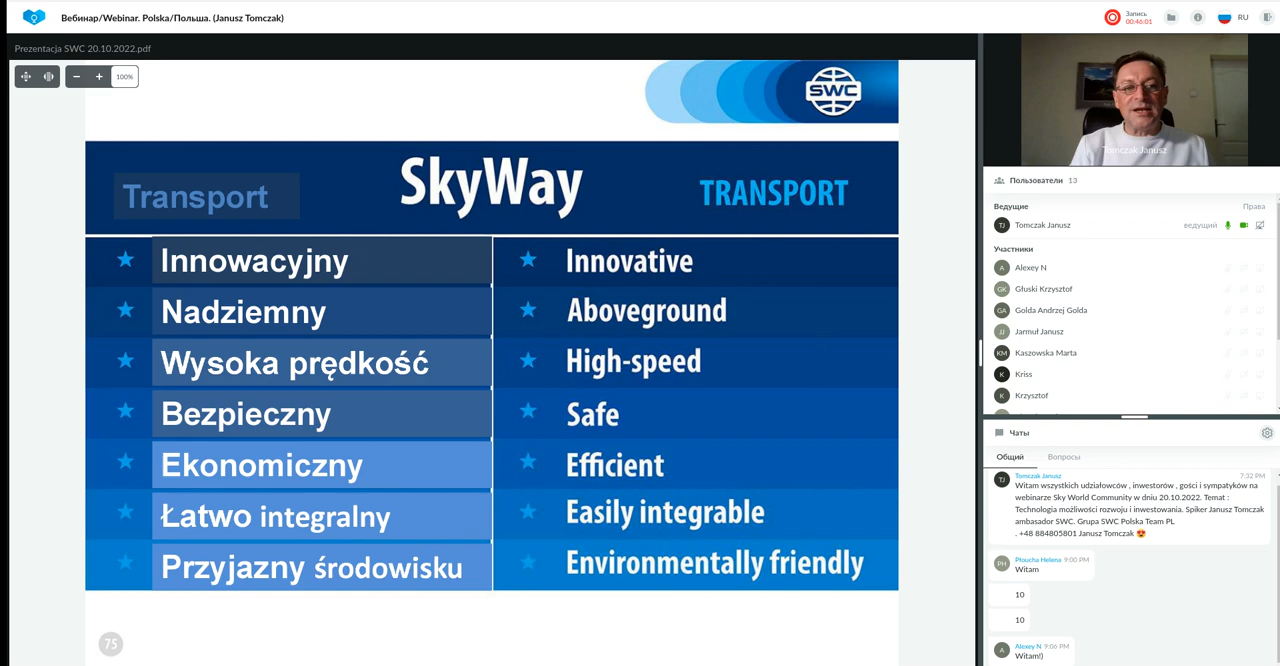 Вебинар/Webinar. Polska/Польша. (Janusz Tomczak)
Запись
00:46:01
RU
Prezentacja SWC 20.10.2022.pdf
100%
SWC
Transport
SkyWay
TRANSPORT
Innowacyjny
Innovative
Nadziemny
Aboveground
Wysoka prędkość
High-speed
Bezpieczny
Safe
Ekonomiczny
Efficient
Łatwo integralny
Easily integrable
Przyjazny środowisku
Environmentally friendly
75
Tomczak Janusz
Пользователи 13
Ведущие
Права
TJ
Tomczak Janusz
ведущий
Участники
A
Alexey N
GK
Głuski Krzysztof
GA
Golda Andrzej Golda
JJ
Jarmuł Janusz
KM
Kaszowska Marta
K
Kriss
K
Krzysztof
Чаты
Общий
Вопросы
TJ
Tomczak Janusz
7:32 PM
Witam wszystkich udziałowców , inwestorów , gości i sympatyków na
webinarze Sky World Community w dniu 20.10.2022. Temat :
Technologia możliwości rozwoju i inwestowania. Spiker Janusz Tomczak
ambasador SWC. Grupa SWC Polska Team PL
. +48 884805801 Janusz Tomczak 😍
PH
Płoucha Helena 9:00 PM
Witam
10
10
A
Alexey N 9:06 PM
Witam!)